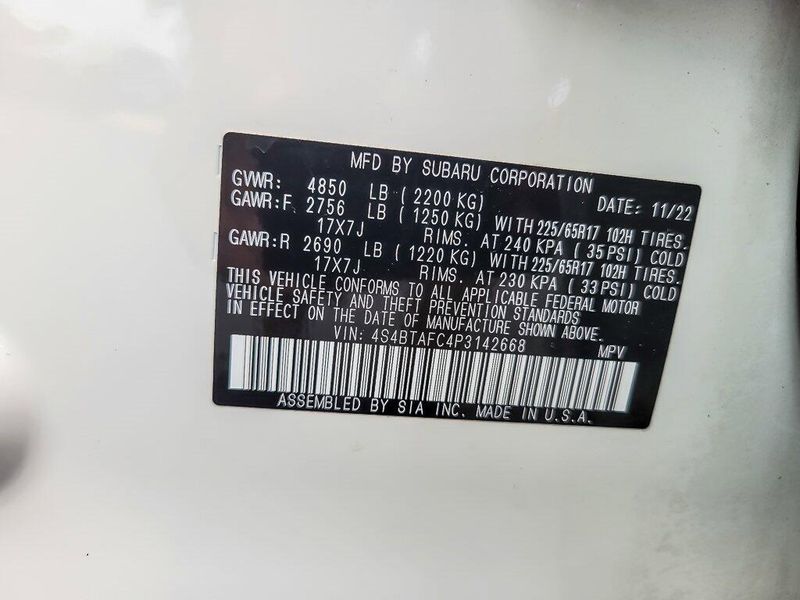 MFD BY SUBARU CORPORATION
GVWR: 4850 LB (2200 KG) DATE: 11/22
GAWR:F 2756 LB (1250 KG) WITH 225/65R17 102H TIRES.
17X7J RIMS. AT 240 KPA (35 PSI) COLD
GAWR:R 2690 LB (1220 KG) WITH 225/65R17 102H TIRES.
17X7J RIMS. AT 230 KPA (33 PSI) COLD
THIS VEHICLE CONFORMS TO ALL APPLICABLE FEDERAL MOTOR
VEHICLE SAFETY AND THEFT PREVENTION STANDARDS
IN EFFECT ON THE DATE OF MANUFACTURE SHOWN ABOVE.
VIN: 4S4BTAFC4P3142668 MPV
ASSEMBLED BY SIA INC. MADE IN U.S.A.